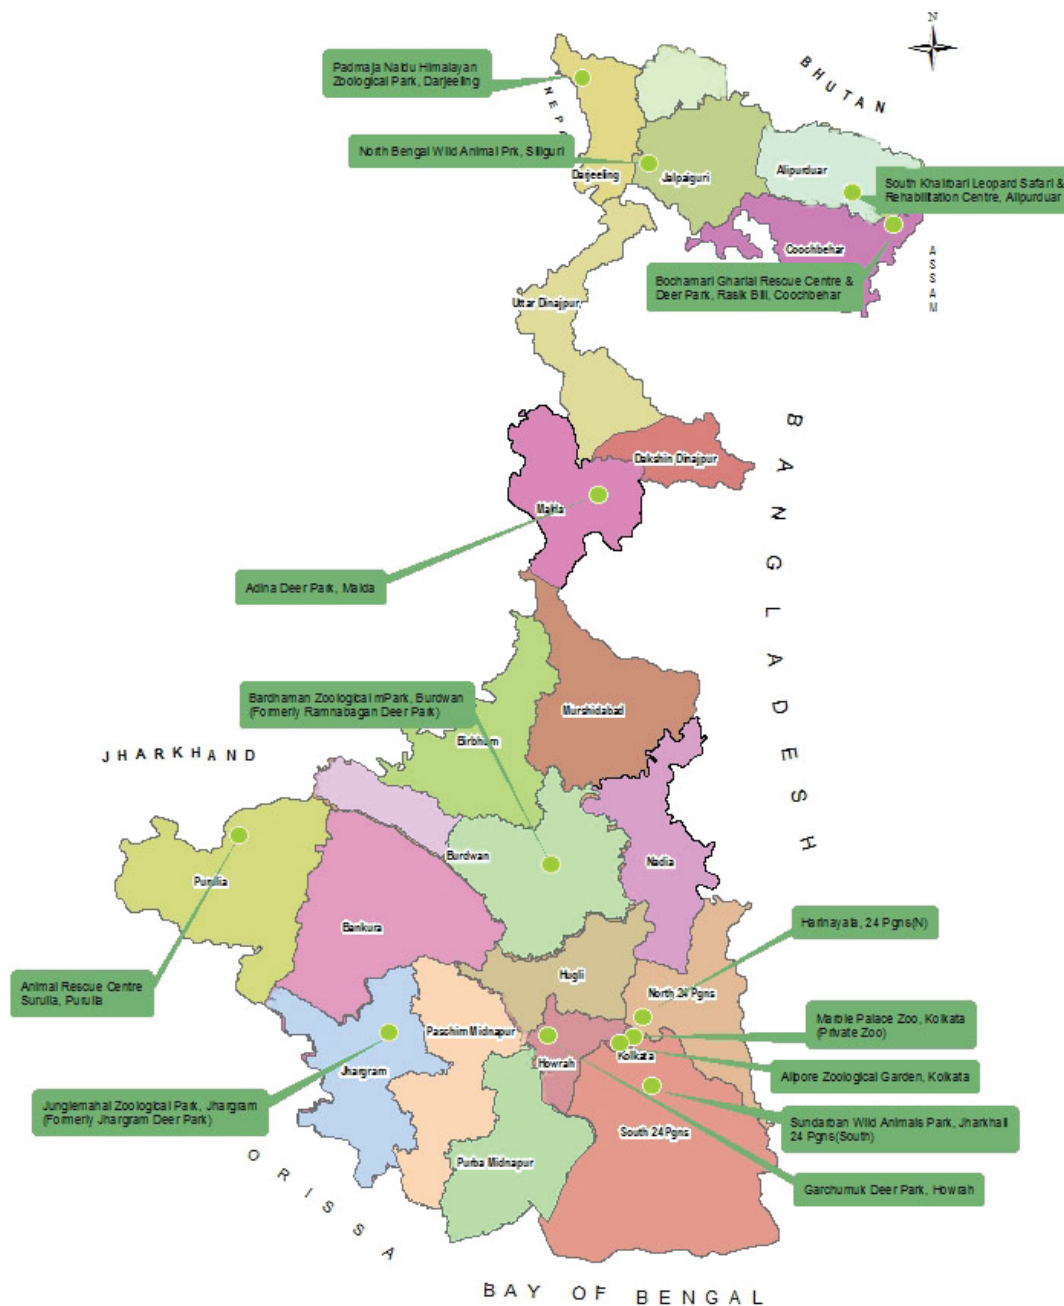 N
Padmaja Naidu Himalayan
Zoological Park, Darjeeling
BHUTAN
NEP
North Bengal Wild Animal Prk, Siliguri
Darjeeling
Jalpaiguri
Alipurduar
South Khairbari Leopard Safari &
Rehabilitation Centre, Alipurduar
Coochbehar
ASSAM
Bochamari Gharial Rescue Centre &
Deer Park, Rasik Bill, Coochbehar
Uttar Dinajpur
BANGLADESH
Dakshin Dinajpur
Malda
Adina Deer Park, Malda
Bardhaman Zoological mPark, Burdwan
(Formerly Ramnabagan Deer Park)
Murshidabad
Birbhum
JHARKHAND
Burdwan
Nadia
Purulia
Bankura
Harinayala, 24 Pgns(N)
Hugli
Animal Rescue Centre
Surulia, Purulia
North 24 Pgns
Marble Palace Zoo, Kolkata
(Private Zoo)
Paschim Midnapur
Howrah
Kolkata
Jhargram
Alipore Zoological Garden, Kolkata
Junglemahal Zoological Park, Jhargram
(Formerly Jhargram Deer Park)
Sundarban Wild Animals Park, Jharkhali
24 Pgns(South)
South 24 Pgns
Purba Midnapur
Garchumuk Deer Park, Howrah
ORISSA
BAY OF BENGAL